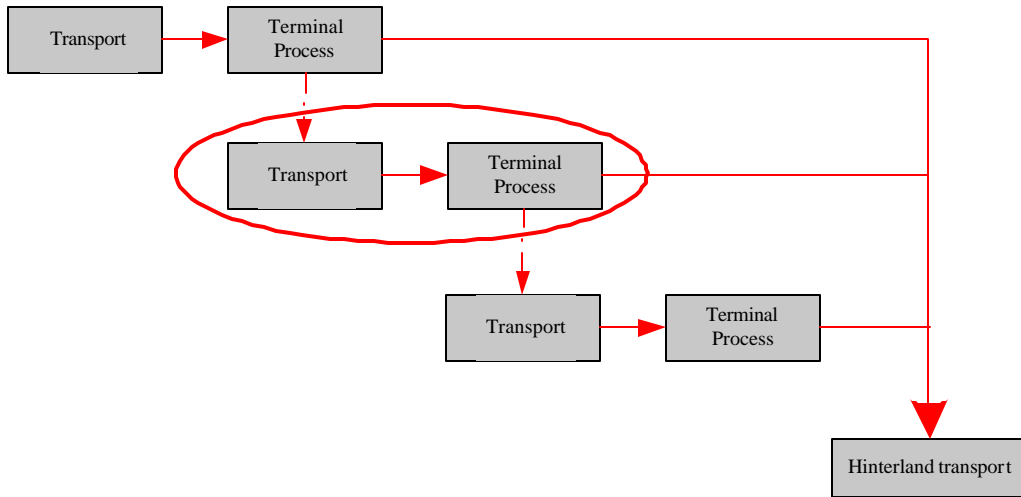 Transport
Terminal
Process
Transport
Terminal
Process
Transport
Terminal
Process
Hinterland transport